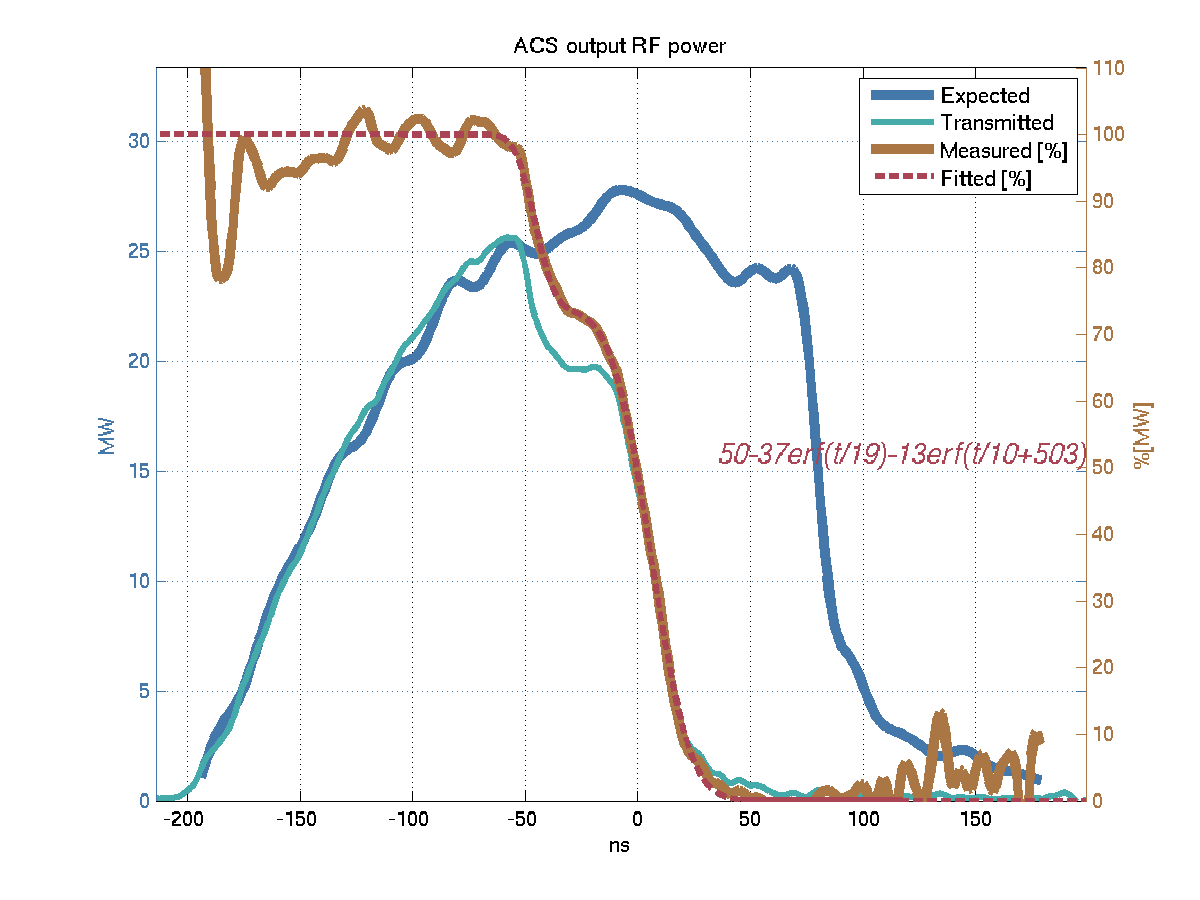 ACS output RF power
Expected
Transmitted
Measured [%]
Fitted [%]
50-37erf(t/19)-13erf(t/10+503)
MW
30
25
20
15
10
5
0
%[MW]
110
100
90
80
70
60
50
40
30
20
10
0
-200 -150 -100 -50 0 50 100 150
ns